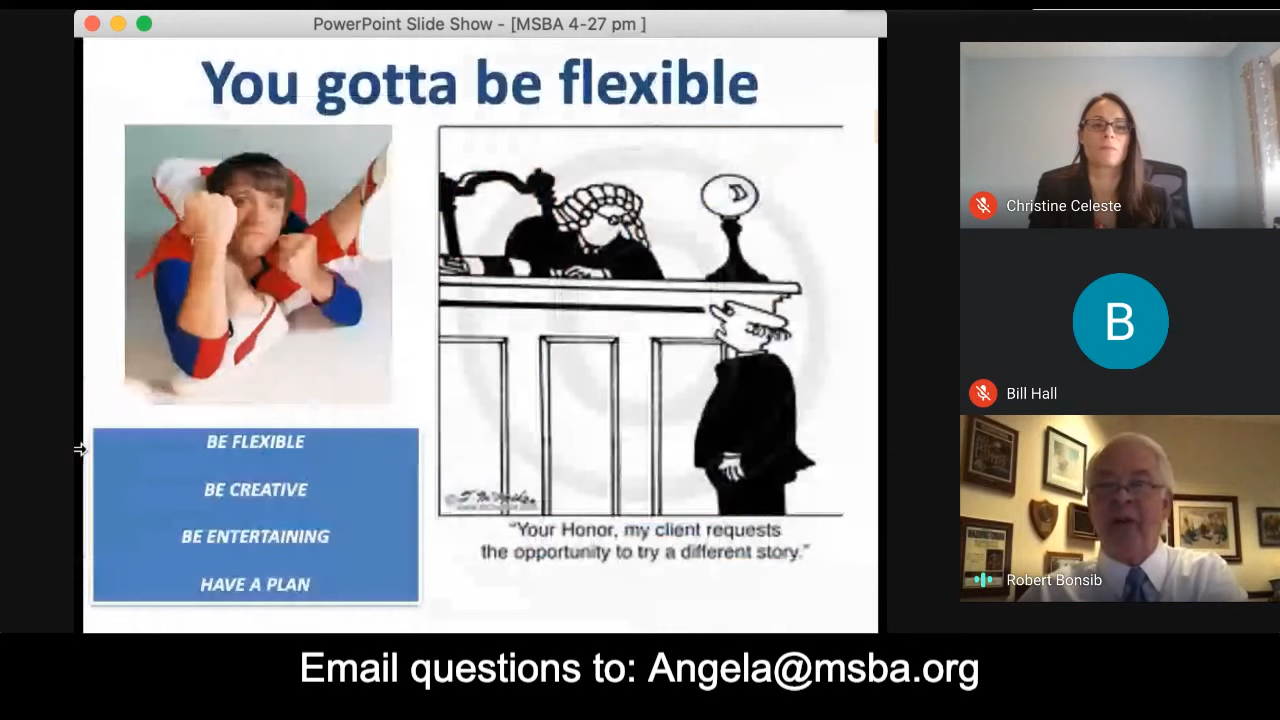 PowerPoint Slide Show - [MSBA 4-27 pm ]
You gotta be flexible
BE FLEXIBLE
BE CREATIVE
BE ENTERTAINING
HAVE A PLAN
"Your Honor, my client requests
the opportunity to try a different story."
Christine Celeste
B
Bill Hall
Robert Bonsib
Email questions to: Angela@msba.org